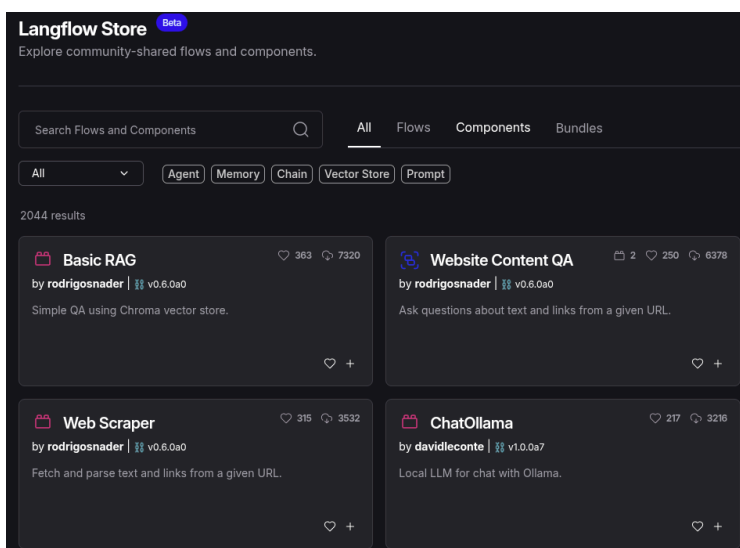 Langflow Store Beta
Explore community-shared flows and components.
Search Flows and Components
All Flows Components Bundles
All
Agent Memory Chain Vector Store Prompt
2044 results
Basic RAG 363 7320
by rodrigosnader | v0.6.0a0
Simple QA using Chroma vector store.
Website Content QA 2 250 6378
by rodrigosnader | v0.6.0a0
Ask questions about text and links from a given URL.
Web Scraper 315 3532
by rodrigosnader | v0.6.0a0
Fetch and parse text and links from a given URL.
ChatOllama 217 3216
by davidleconte | v1.0.0a7
Local LLM for chat with Ollama.